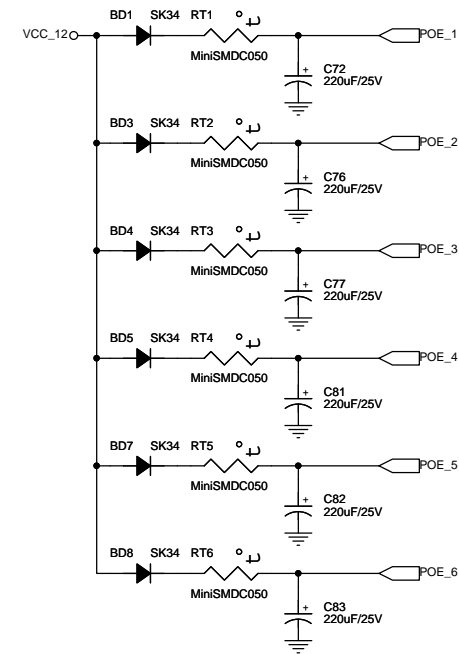 BD1 SK34 RT1
VCC_12 POE_1
MiniSMDC050
C72
220uF/25V
BD3 SK34 RT2
POE_2
MiniSMDC050
C76
220uF/25V
BD4 SK34 RT3
POE_3
MiniSMDC050
C77
220uF/25V
BD5 SK34 RT4
POE_4
MiniSMDC050
C81
220uF/25V
BD7 SK34 RT5
POE_5
MiniSMDC050
C82
220uF/25V
BD8 SK34 RT6
POE_6
MiniSMDC050
C83
220uF/25V